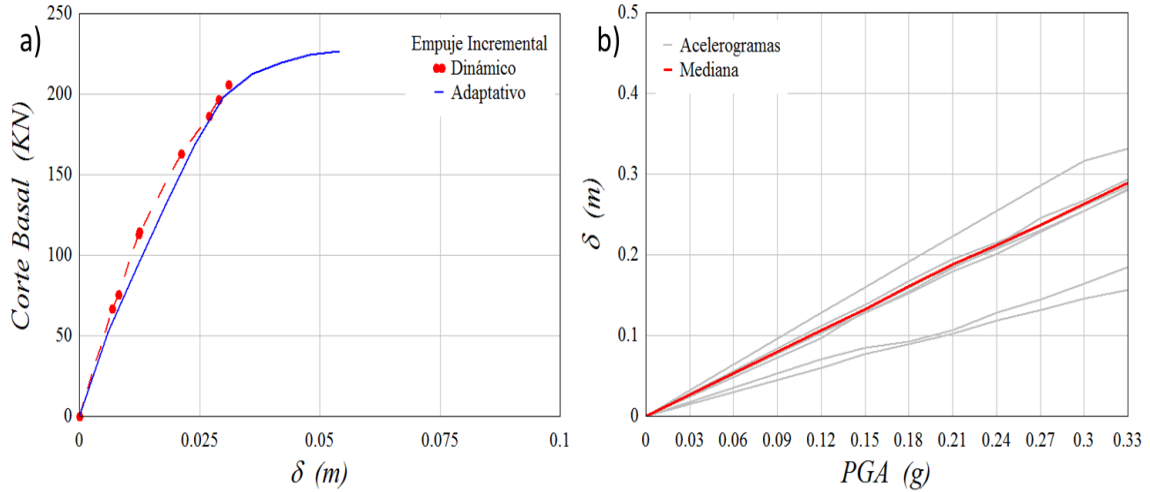 a)
250
200
150
100
50
0
Corte Basal (KN)
Empuje Incremental
Dinámico
Adaptativo
0 0.025 0.05 0.075 0.1
δ (m)
b)
0.5
0.4
0.3
0.2
0.1
0
δ (m)
Acelerogramas
Mediana
0 0.03 0.06 0.09 0.12 0.15 0.18 0.21 0.24 0.27 0.3 0.33
PGA (g)